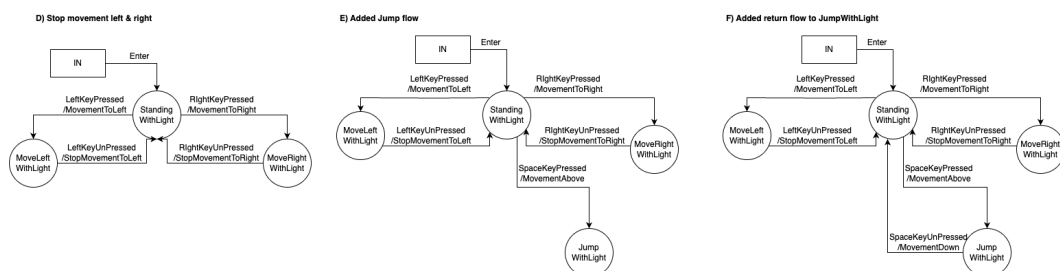 D) Stop movement left & right
IN
Enter
LeftKeyPressed
/MovementToLeft
Standing
WithLight
RIghtKeyPressed
/MovementToRight
MoveLeft
WithLight
LeftKeyUnPressed
/StopMovementToLeft
RIghtKeyUnPressed
/StopMovementToRight
MoveRight
WithLight
E) Added Jump flow
IN
Enter
LeftKeyPressed
/MovementToLeft
Standing
WithLight
RIghtKeyPressed
/MovementToRight
MoveLeft
WithLight
LeftKeyUnPressed
/StopMovementToLeft
RIghtKeyUnPressed
/StopMovementToRight
MoveRight
WithLight
SpaceKeyPressed
/MovementAbove
Jump
WithLight
F) Added return flow to JumpWithLight
IN
Enter
LeftKeyPressed
/MovementToLeft
Standing
WithLight
RIghtKeyPressed
/MovementToRight
MoveLeft
WithLight
LeftKeyUnPressed
/StopMovementToLeft
RIghtKeyUnPressed
/StopMovementToRight
MoveRight
WithLight
SpaceKeyPressed
/MovementAbove
SpaceKeyUnPressed
/MovementDown
Jump
WithLight